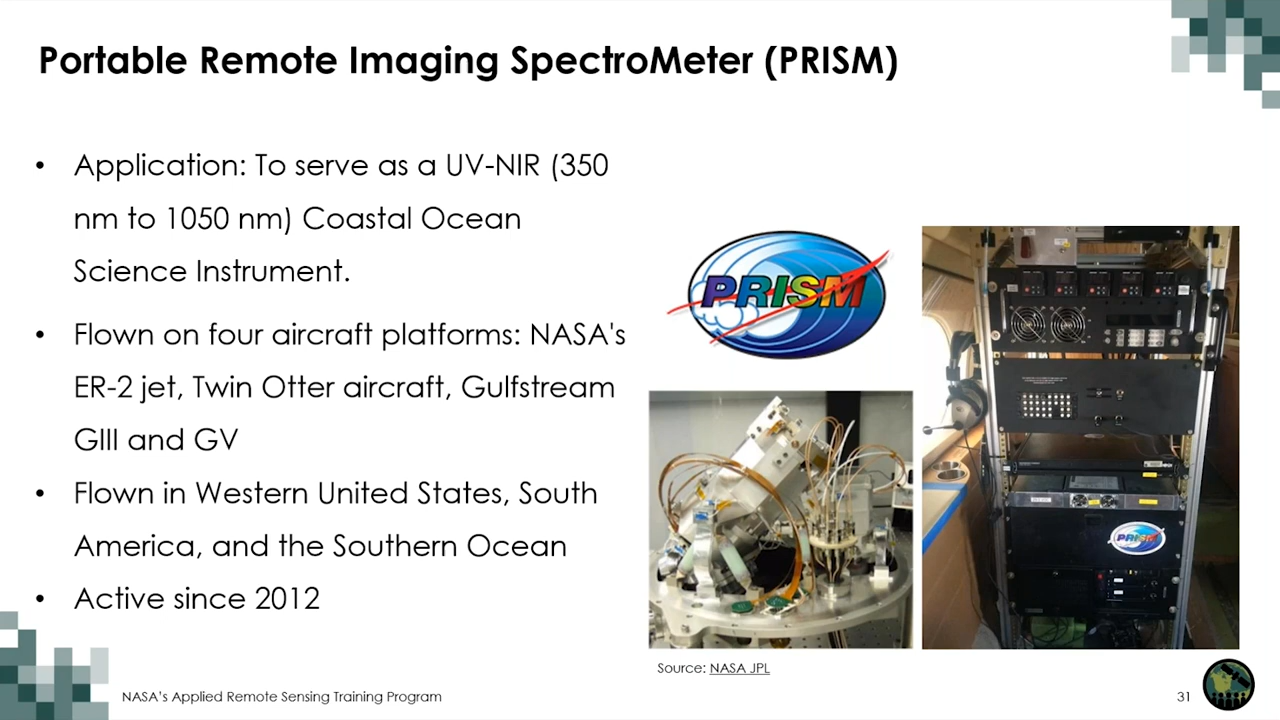 Portable Remote Imaging SpectroMeter (PRISM)
• Application: To serve as a UV-NIR (350
nm to 1050 nm) Coastal Ocean
Science Instrument.
• Flown on four aircraft platforms: NASA's
ER-2 jet, Twin Otter aircraft, Gulfstream
GIII and GV
• Flown in Western United States, South
America, and the Southern Ocean
• Active since 2012
PRISM
PRISM
Source: NASA JPL
NASA's Applied Remote Sensing Training Program
31